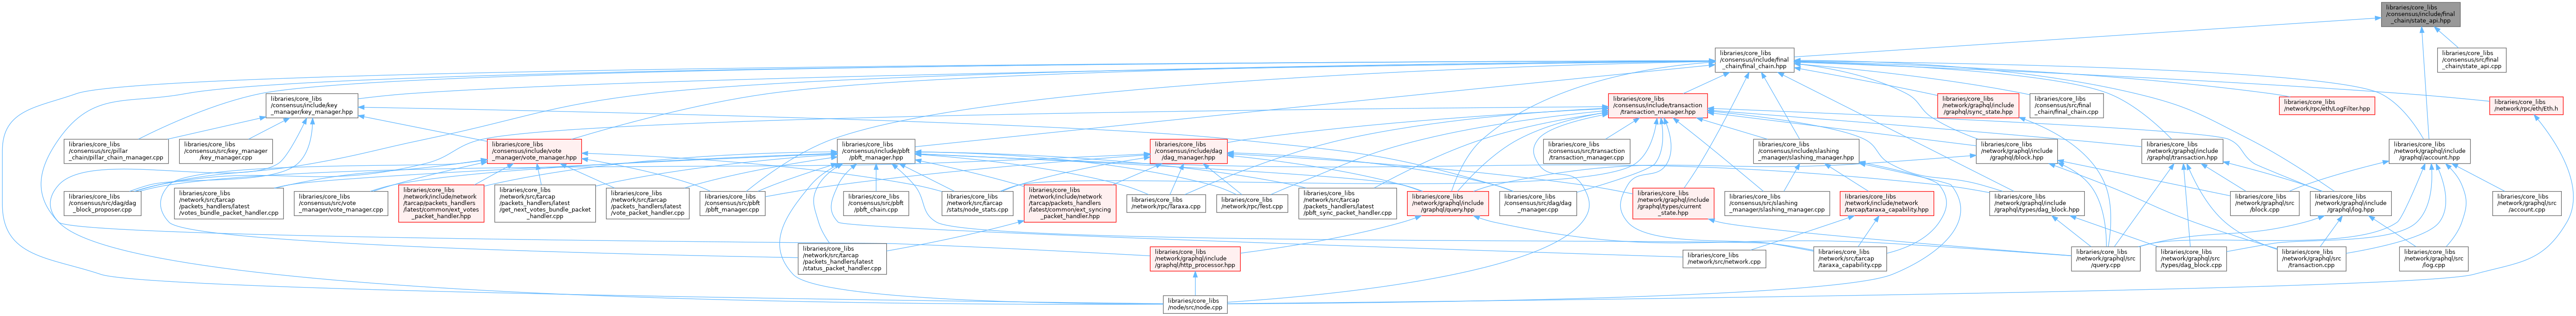 libraries/core_libs
/consensus/include/final
_chain/state_api.hpp
libraries/core_libs
/consensus/include/final
_chain/final_chain.hpp
libraries/core_libs
/consensus/src/final
_chain/state_api.cpp
libraries/core_libs
/consensus/include/key
_manager/key_manager.hpp
libraries/core_libs
/consensus/include/transaction
/transaction_manager.hpp
libraries/core_libs
/network/graphql/include
/graphql/sync_state.hpp
libraries/core_libs
/consensus/src/final
_chain/final_chain.cpp
libraries/core_libs
/network/rpc/eth/LogFilter.hpp
libraries/core_libs
/network/rpc/eth/Eth.h
libraries/core_libs
/consensus/src/pillar
_chain/pillar_chain_manager.cpp
libraries/core_libs
/consensus/src/key_manager
/key_manager.cpp
libraries/core_libs
/consensus/include/vote
_manager/vote_manager.hpp
libraries/core_libs
/consensus/include/pbft
/pbft_manager.hpp
libraries/core_libs
/consensus/include/dag
/dag_manager.hpp
libraries/core_libs
/consensus/src/transaction
/transaction_manager.cpp
libraries/core_libs
/consensus/include/slashing
_manager/slashing_manager.hpp
libraries/core_libs
/network/graphql/include
/graphql/block.hpp
libraries/core_libs
/network/graphql/include
/graphql/transaction.hpp
libraries/core_libs
/network/graphql/include
/graphql/account.hpp
libraries/core_libs
/consensus/src/dag/dag
_block_proposer.cpp
libraries/core_libs
/network/src/tarcap
/packets_handlers/latest
/votes_bundle_packet_handler.cpp
libraries/core_libs
/consensus/src/vote
_manager/vote_manager.cpp
libraries/core_libs
/network/include/network
/tarcap/packets_handlers
/latest/common/ext_votes
_packet_handler.hpp
libraries/core_libs
/network/src/tarcap
/packets_handlers/latest
/get_next_votes_bundle_packet
_handler.cpp
libraries/core_libs
/network/src/tarcap
/packets_handlers/latest
/vote_packet_handler.cpp
libraries/core_libs
/consensus/src/pbft
/pbft_manager.cpp
libraries/core_libs
/consensus/src/pbft
/pbft_chain.cpp
libraries/core_libs
/network/src/tarcap
/stats/node_stats.cpp
libraries/core_libs
/network/include/network
/tarcap/packets_handlers
/latest/common/ext_syncing
_packet_handler.hpp
libraries/core_libs
/network/rpc/Taraxa.cpp
libraries/core_libs
/network/rpc/Test.cpp
libraries/core_libs
/network/src/tarcap
/packets_handlers/latest
/pbft_sync_packet_handler.cpp
libraries/core_libs
/network/graphql/include
/graphql/query.hpp
libraries/core_libs
/consensus/src/dag/dag
_manager.cpp
libraries/core_libs
/network/graphql/include
/graphql/types/current
_state.hpp
libraries/core_libs
/consensus/src/slashing
_manager/slashing_manager.cpp
libraries/core_libs
/network/include/network
/tarcap/taraxa_capability.hpp
libraries/core_libs
/network/graphql/include
/graphql/types/dag_block.hpp
libraries/core_libs
/network/graphql/src
/block.cpp
libraries/core_libs
/network/graphql/include
/graphql/log.hpp
libraries/core_libs
/network/graphql/src
/account.cpp
libraries/core_libs
/network/src/tarcap
/packets_handlers/latest
/status_packet_handler.cpp
libraries/core_libs
/network/graphql/include
/graphql/http_processor.hpp
libraries/core_libs
/network/src/network.cpp
libraries/core_libs
/network/src/tarcap
/taraxa_capability.cpp
libraries/core_libs
/network/graphql/src
/query.cpp
libraries/core_libs
/network/graphql/src
/types/dag_block.cpp
libraries/core_libs
/network/graphql/src
/transaction.cpp
libraries/core_libs
/network/graphql/src
/log.cpp
libraries/core_libs
/node/src/node.cpp